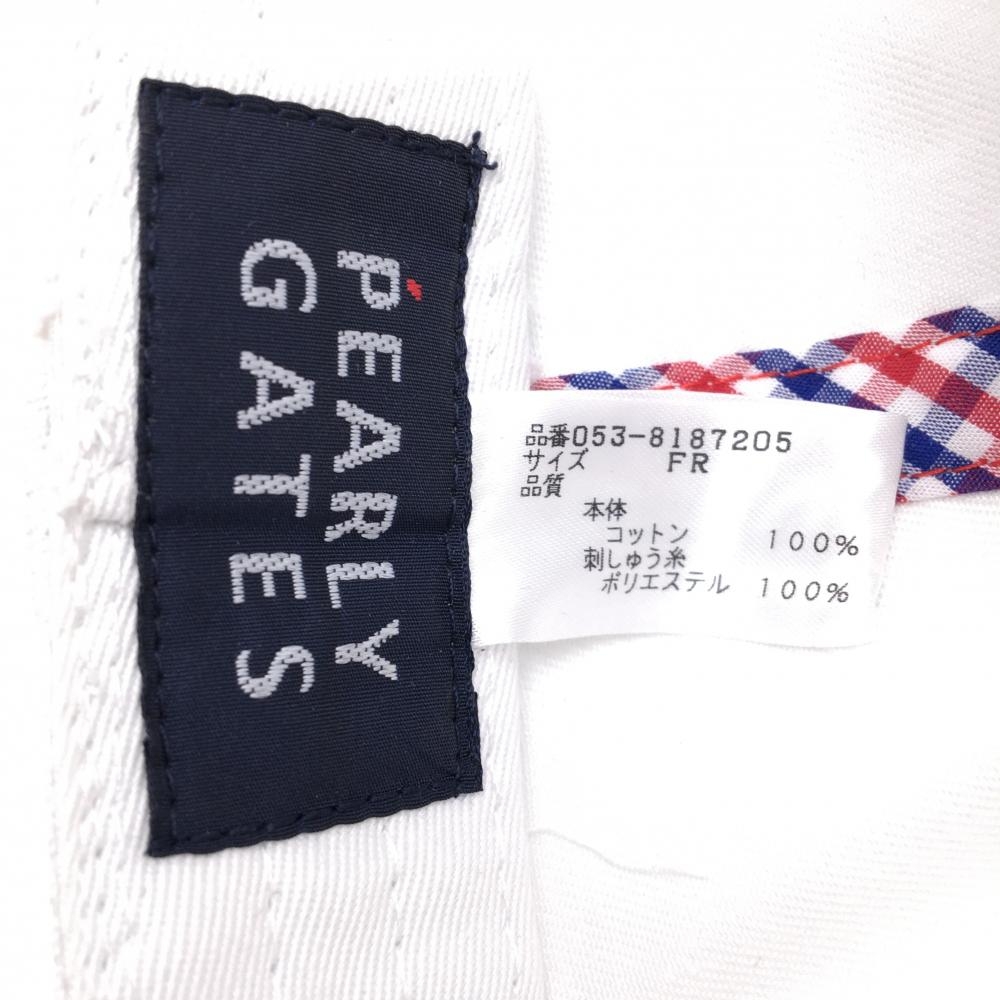 PEARLY
GATES
品番053-8187205
サイズ FR
品質
本体
コットン 100%
刺しゅう糸
ポリエステル 100%